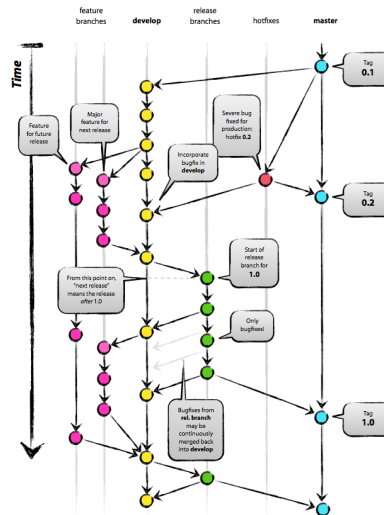 feature
branches
develop
release
branches
hotfixes
master
Time
Tag
0.1
Major
feature for
next release
Feature
for future
release
Severe bug
fixed for
production:
hotfix 0.2
Incorporate
bugfix in
develop
Tag
0.2
Start of
release
branch for
1.0
From this point on,
"next release"
means the release
after 1.0
Only
bugfixes!
Bugfixes from
rel. branch
may be
continuously
merged back
into develop
Tag
1.0